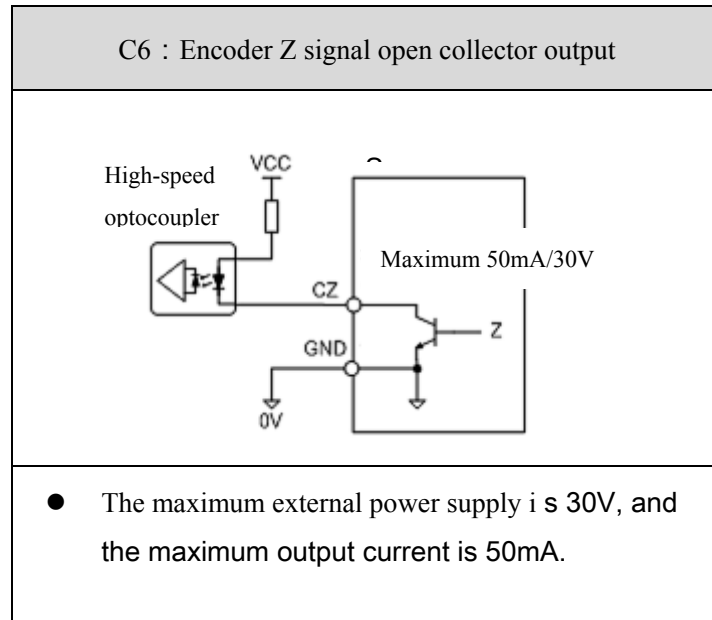 C6：Encoder Z signal open collector output
High-speed
optocoupler
VCC
Maximum 50mA/30V
CZ
Z
GND
0V
● The maximum external power supply i s 30V, and
the maximum output current is 50mA.